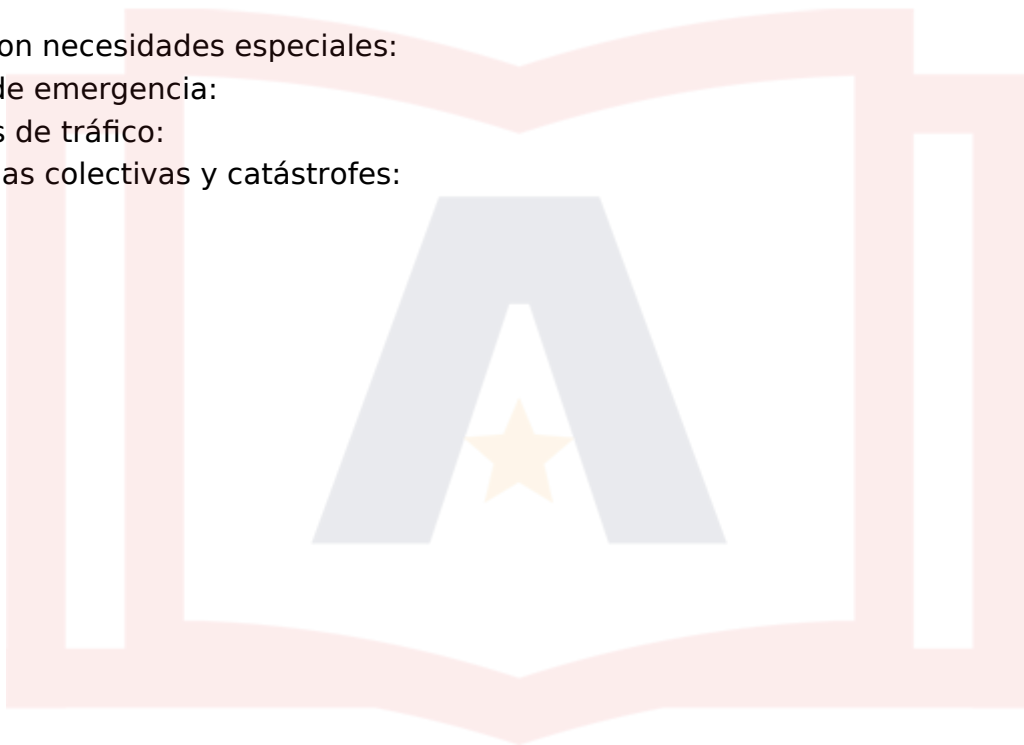 on necesidades especiales:
de emergencia:
s de tráfico:
as colectivas y catástrofes: